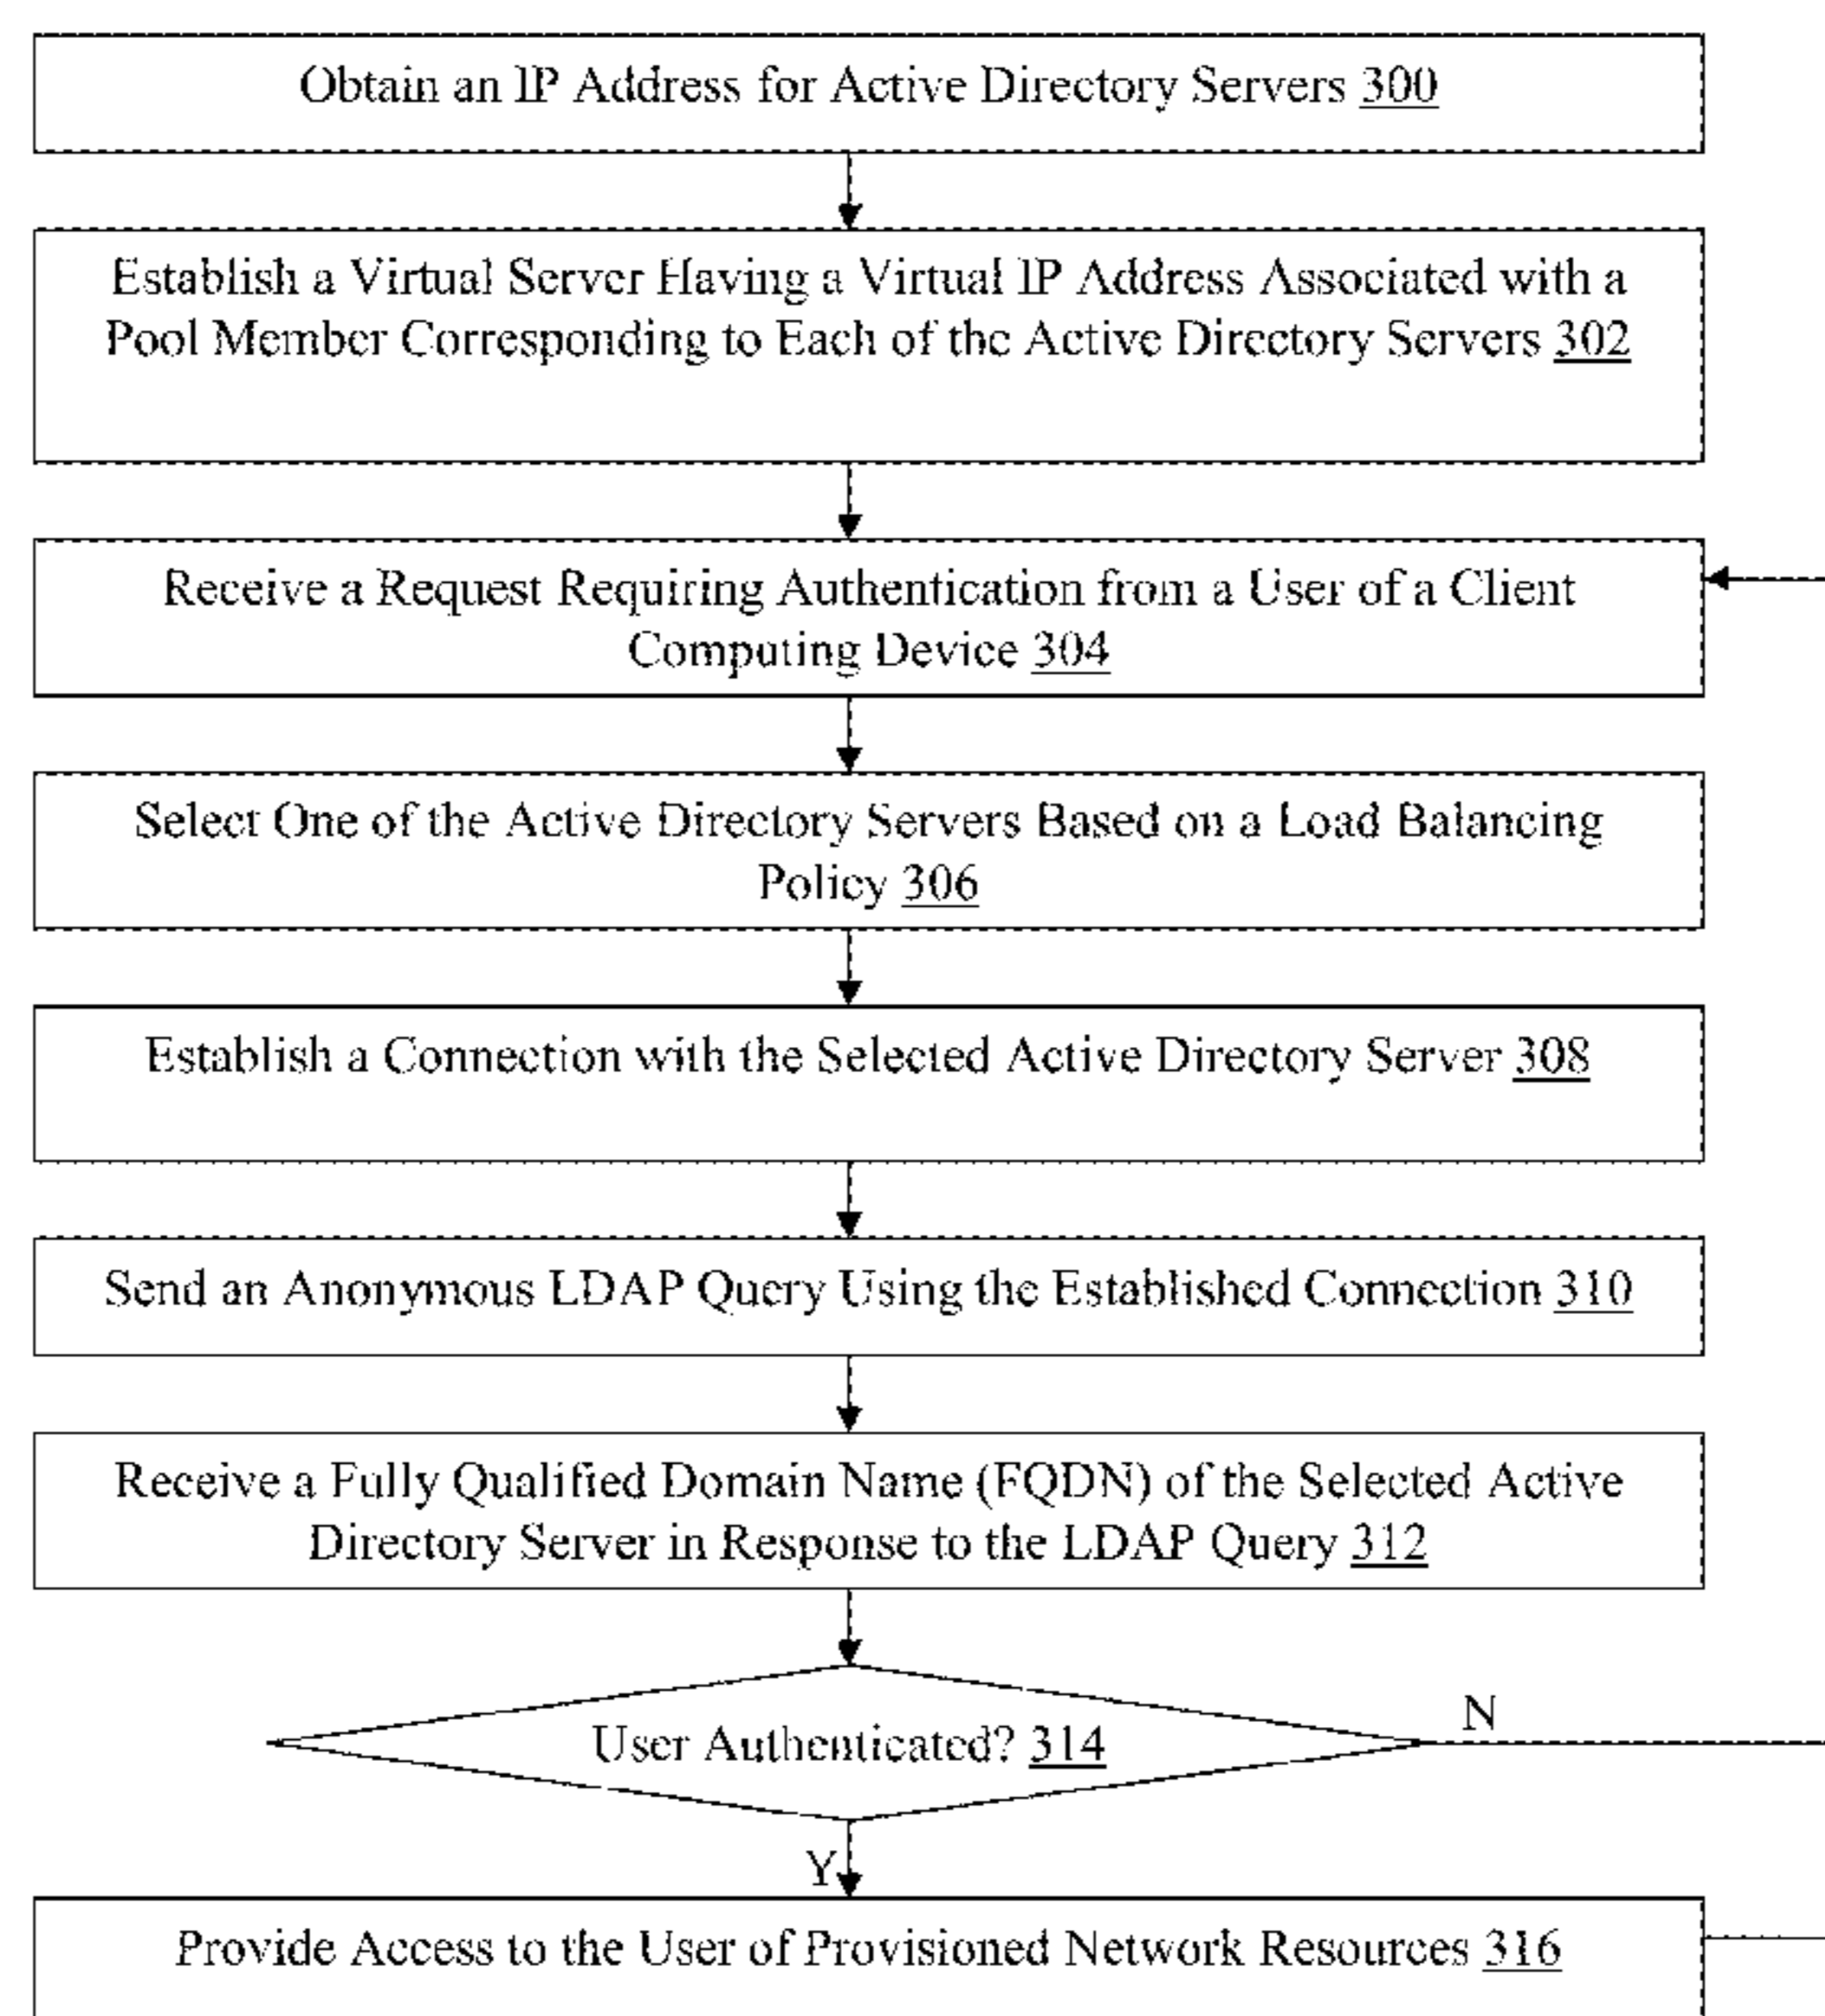 Obtain an IP Address for Active Directory Servers 300
Establish a Virtual Server Having a Virtual IP Address Associated with a
Pool Member Corresponding to Each of the Active Directory Servers 302
Receive a Request Requiring Authentication from a User of a Client
Computing Device 304
Select One of the Active Directory Servers Based on a Load Balancing
Policy 306
Establish a Connection with the Selected Active Directory Server 308
Send an Anonymous LDAP Query Using the Established Connection 310
Receive a Fully Qualified Domain Name (FQDN) of the Selected Active
Directory Server in Response to the LDAP Query 312
N
User Authenticated? 314
Y
Provide Access to the User of Provisioned Network Resources 316